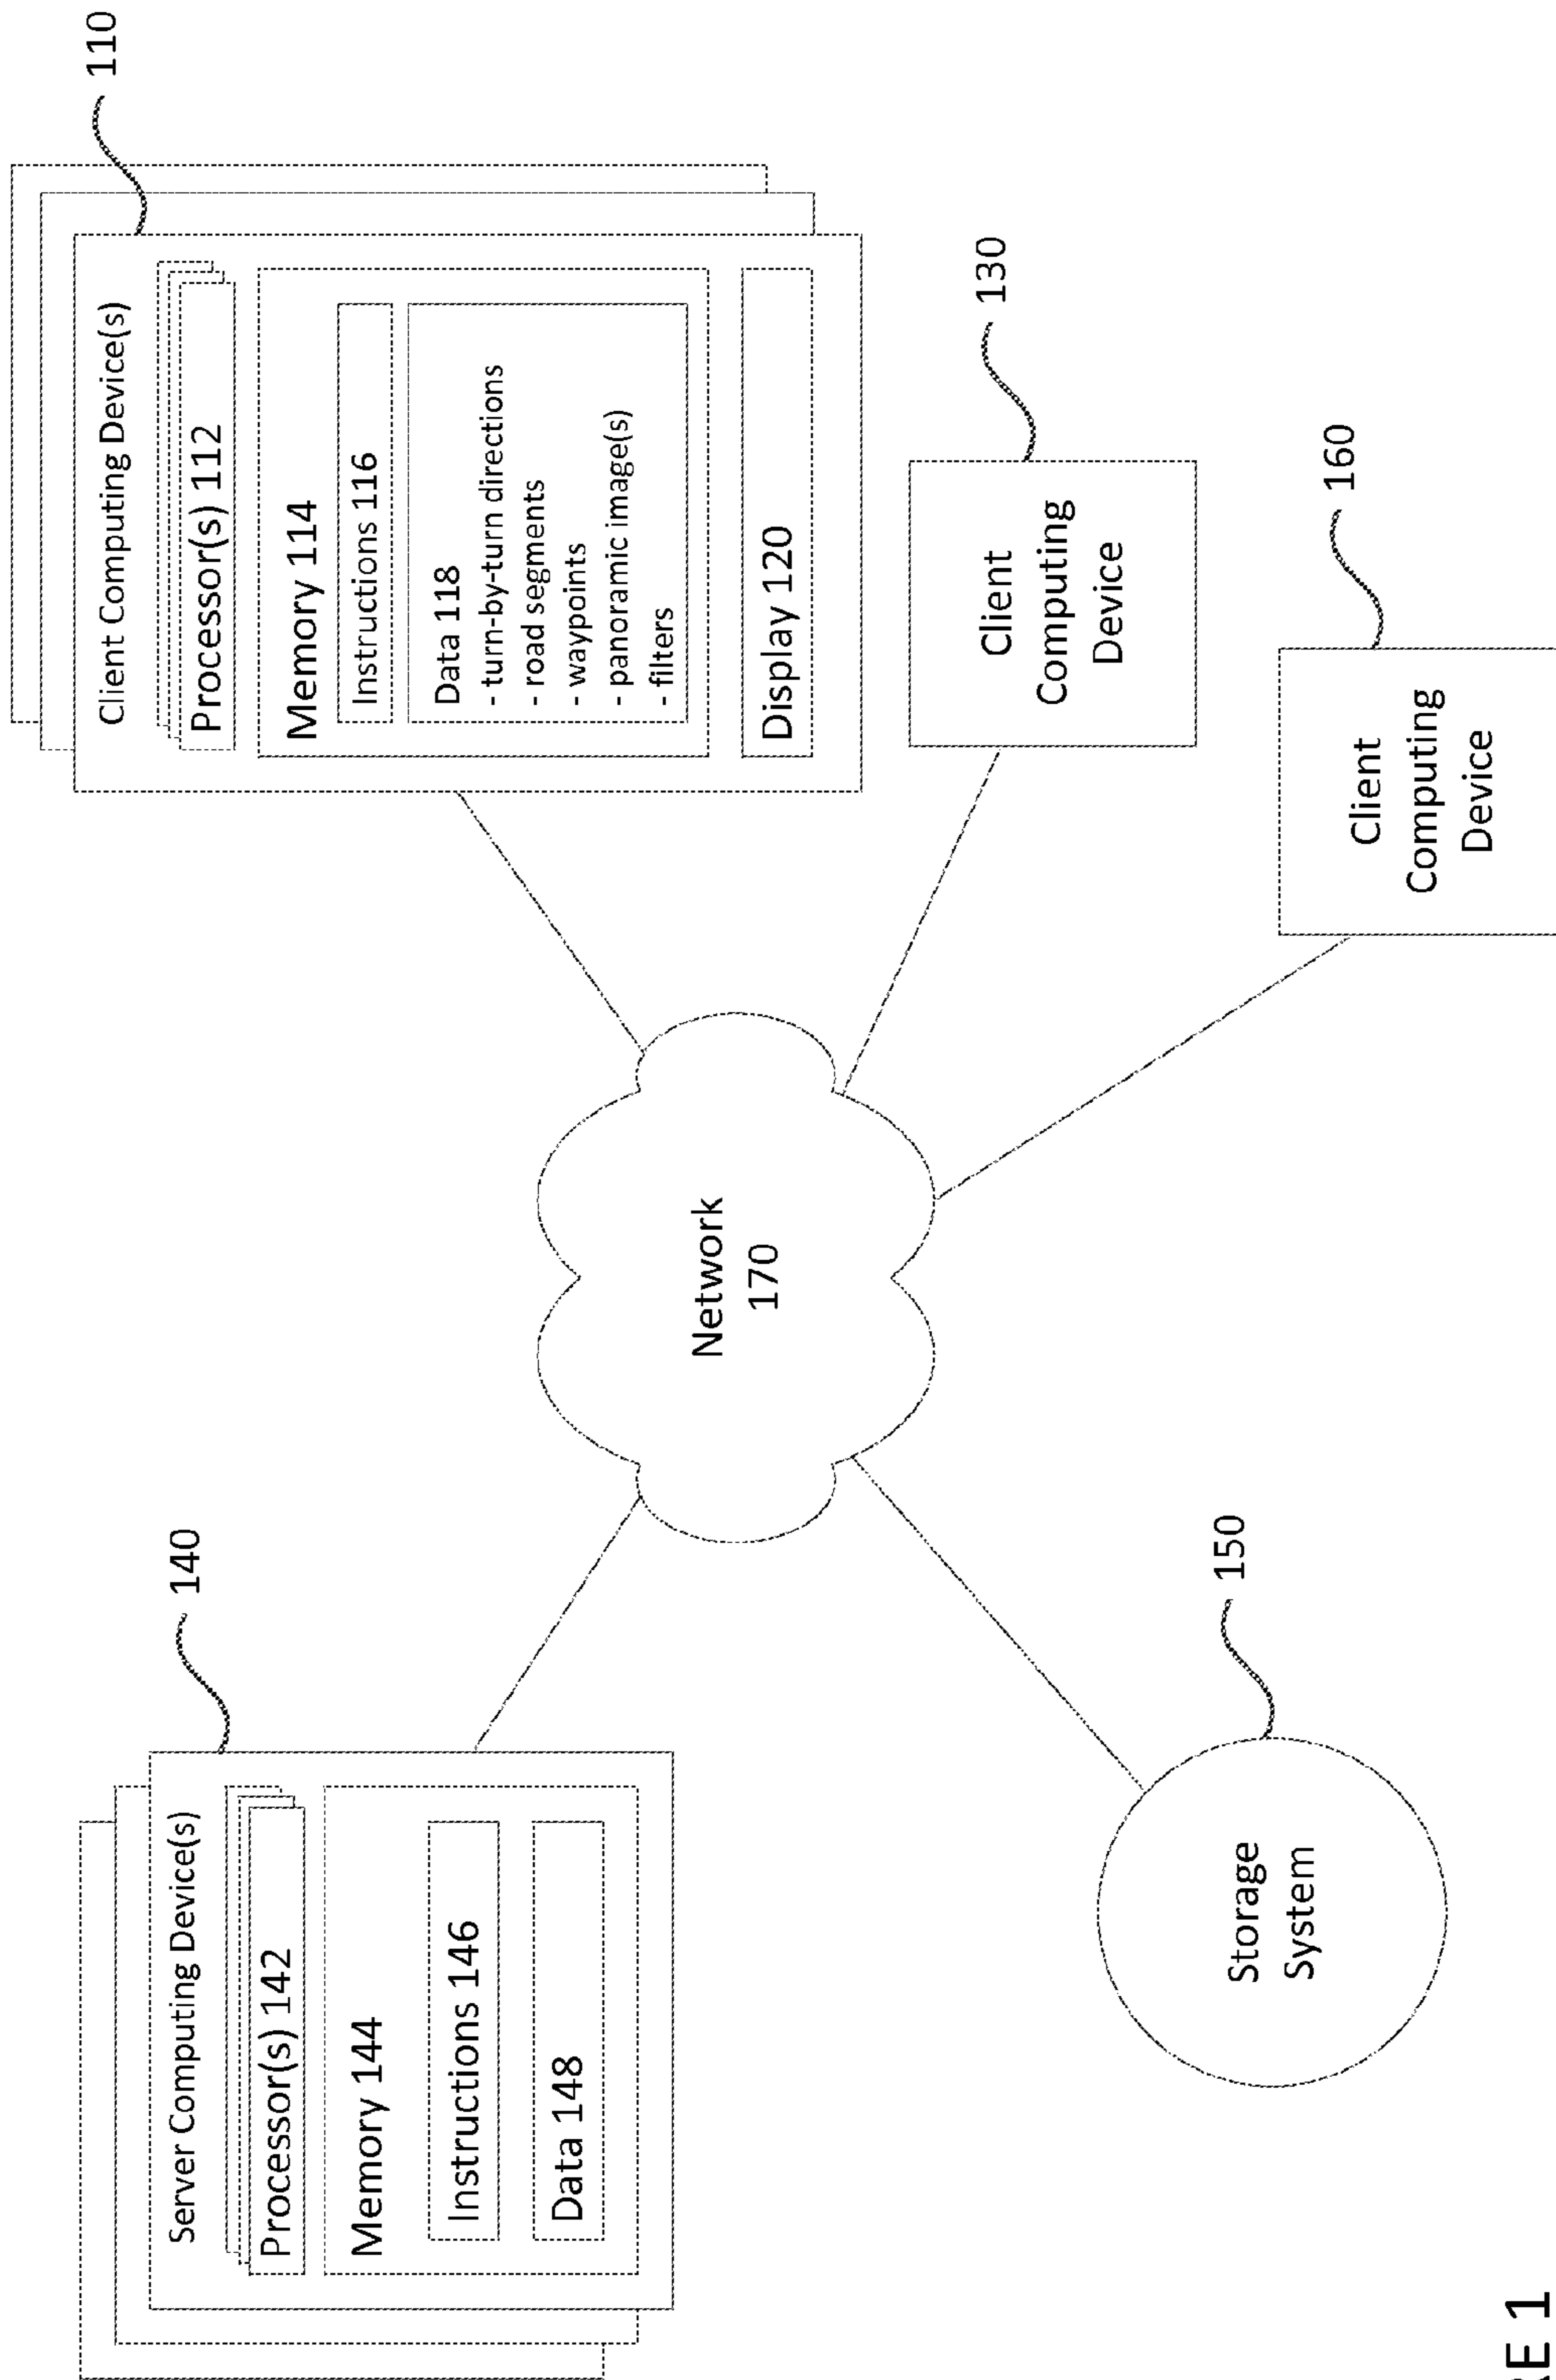 140
Server Computing Device(s)
Processor(s) 142
Memory 144
Instructions 146
Data 148
150
Storage
System
Network
170
110
Client Computing Device(s)
Processor(s) 112
Memory 114
Instructions 116
Data 118
- turn-by-turn directions
- road segments
- waypoints
- panoramic image(s)
- filters
Display 120
130
Client
Computing
Device
160
Client
Computing
Device
RE 1